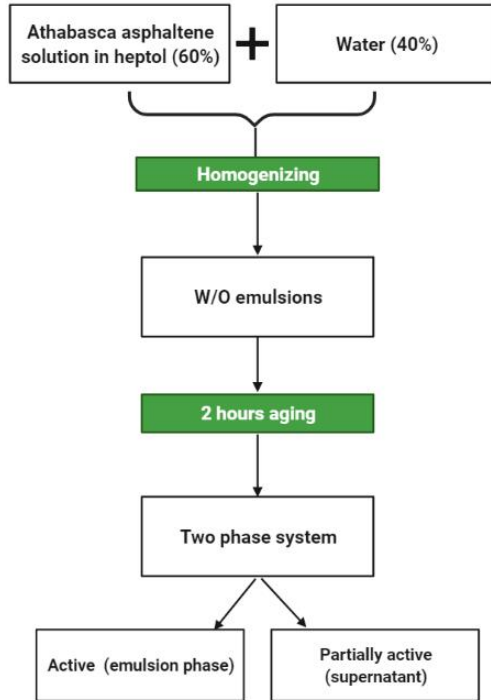 Athabasca asphaltene
solution in heptol (60%)
+
Water (40%)
Homogenizing
W/O emulsions
2 hours aging
Two phase system
Active (emulsion phase)
Partially active
(supernatant)